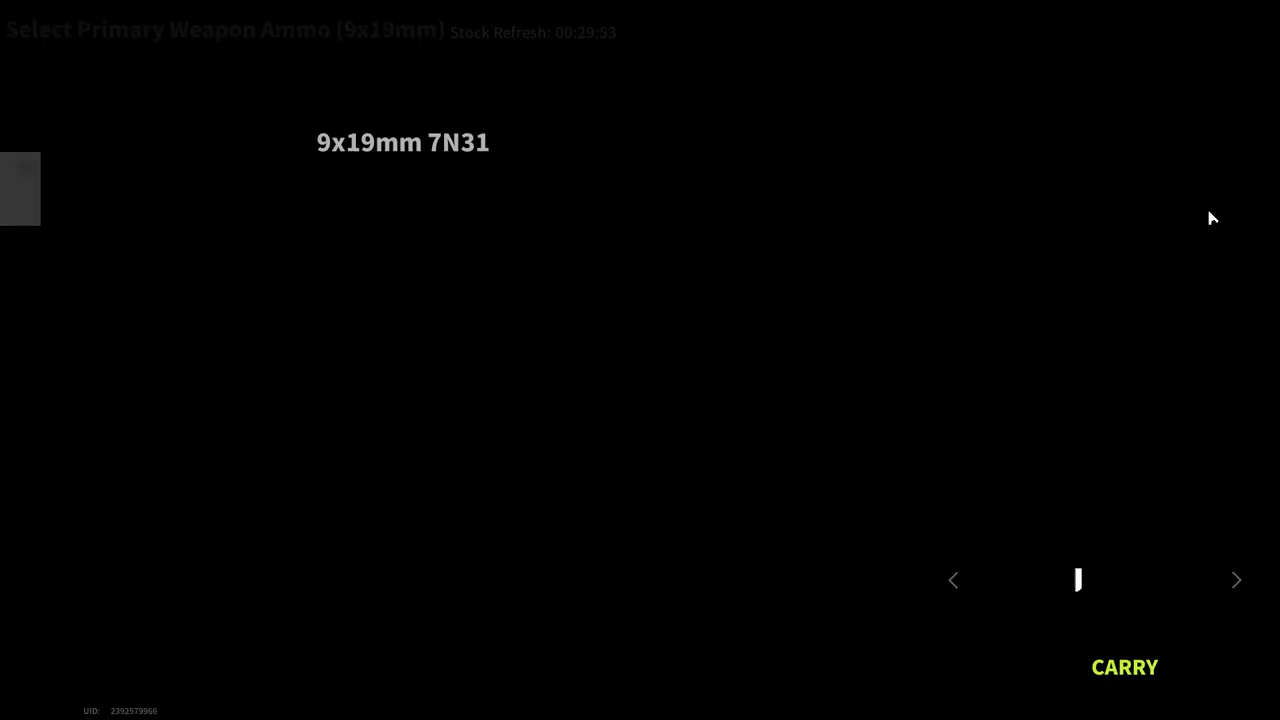 Select Primary Weapon Ammo (9x19mm) Stock Refresh: 00:29:53
9x19mm 7N31
CARRY
UID: 2392579966